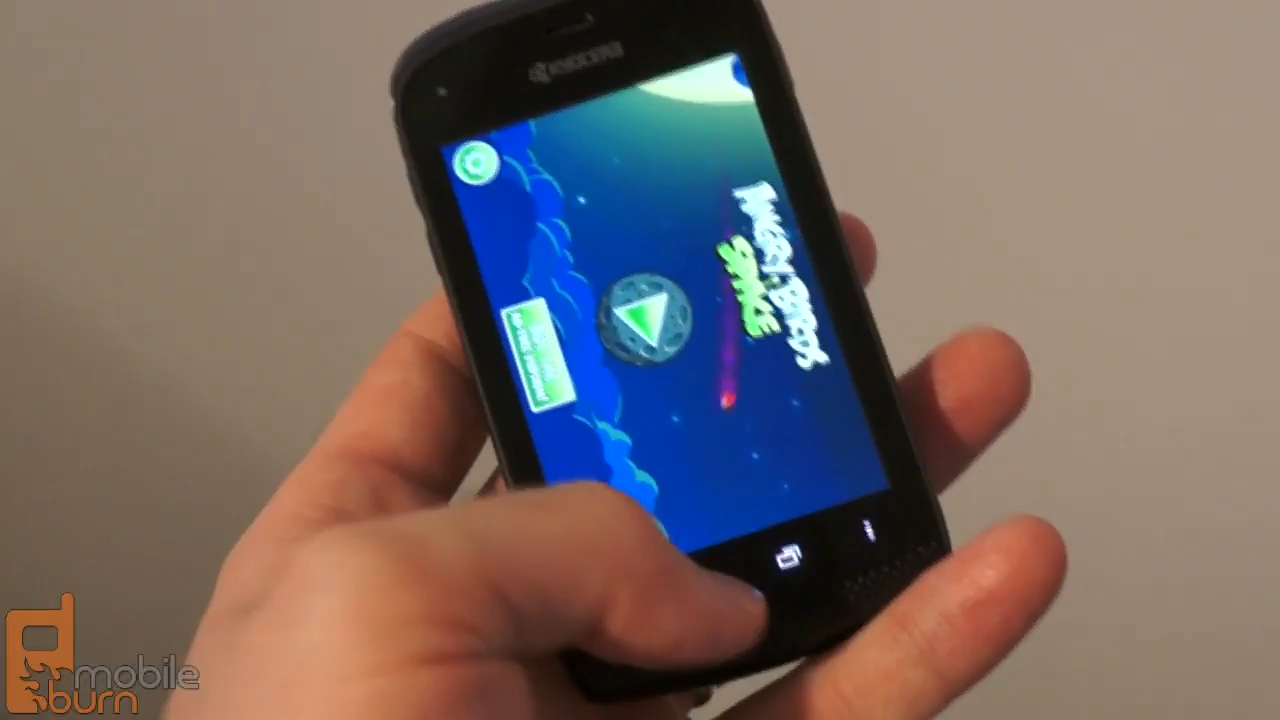 KYOCERA
ANGRY BIRDS
SPACE
mobile
burn